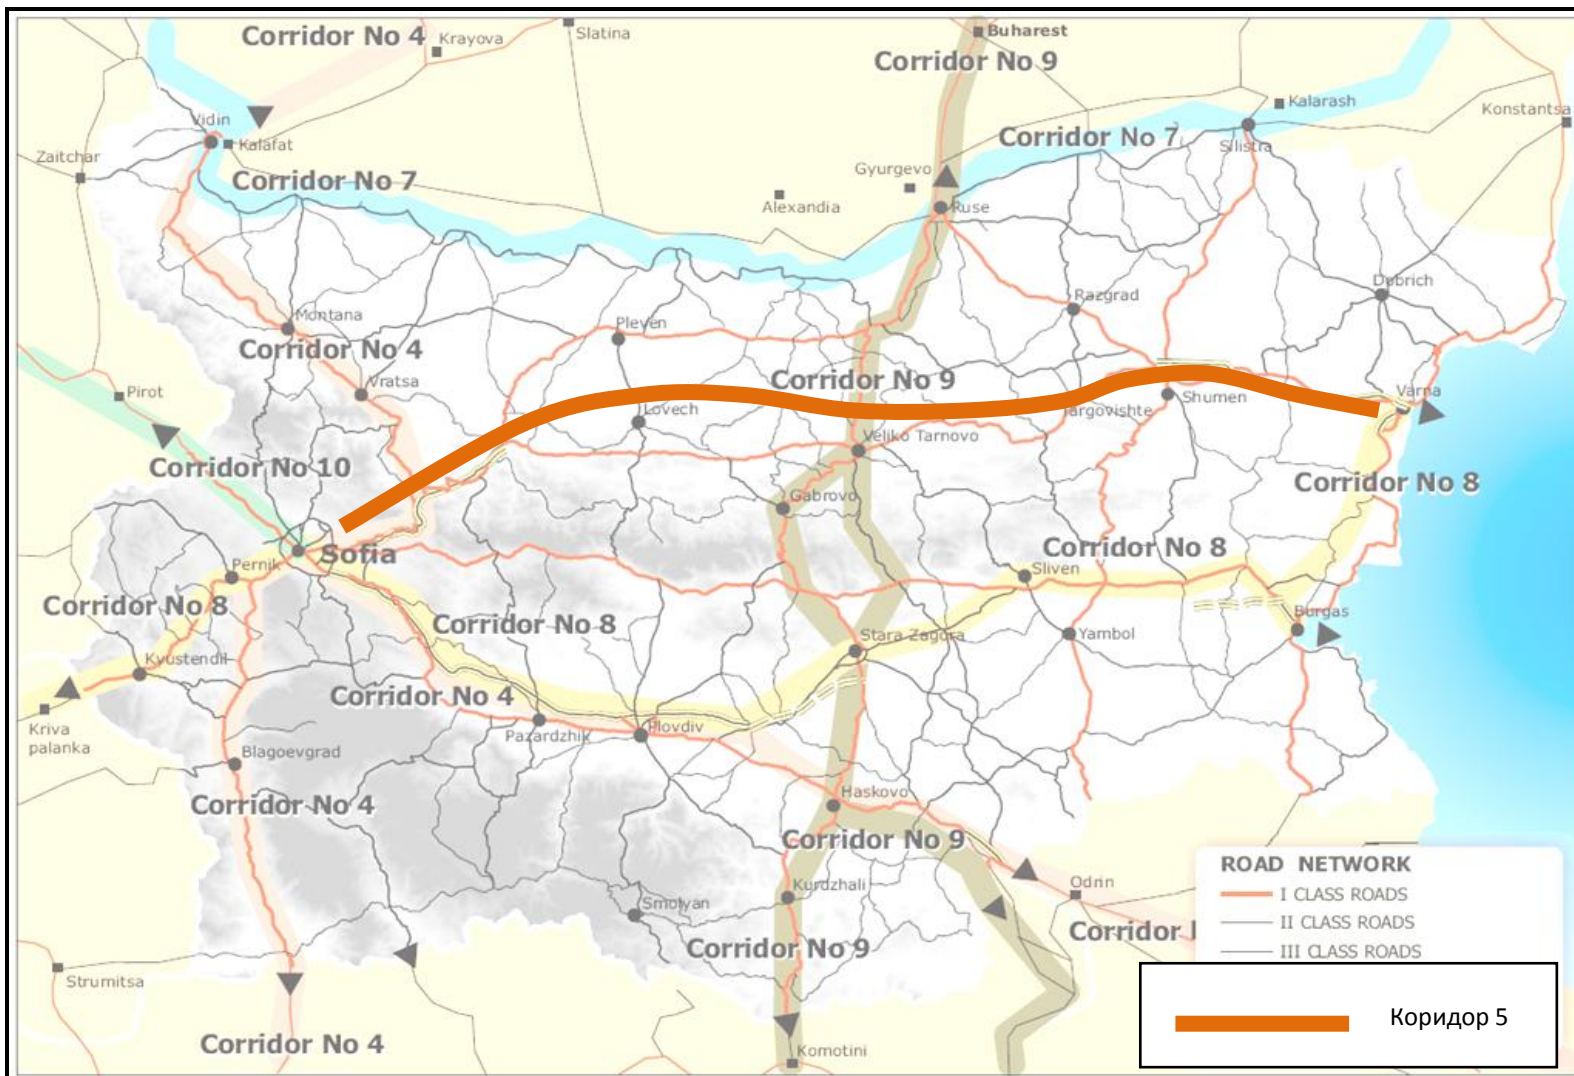 Corridor No 4
Krayova
Slatina
Buharest
Corridor No 9
Kalarash
Konstantsa
Vidin
Kalafat
Zaitchar
Corridor No 7
Silistra
Corridor No 7
Gyurgevo
Alexandia
Ruse
Dobrich
Razgrad
Montana
Pleven
Corridor No 4
Vratsa
Corridor No 9
Pirot
Lovech
Targovishte
Shumen
Varna
Veliko Tarnovo
Corridor No 10
Corridor No 8
Gabrovo
Sofia
Corridor No 8
Pernik
Sliven
Corridor No 8
Corridor No 8
Burgas
Stara Zagora
Yambol
Kyustendil
Corridor No 4
Kriva
palanka
Pazardzhik
Plovdiv
Blagoevgrad
Corridor No 4
Haskovo
Corridor No 9
ROAD NETWORK
I CLASS ROADS
II CLASS ROADS
III CLASS ROADS
Kurdzhali
Odrin
Smolyan
Corridor
Corridor No 9
Strumitsa
Коридор 5
Corridor No 4
Komotini